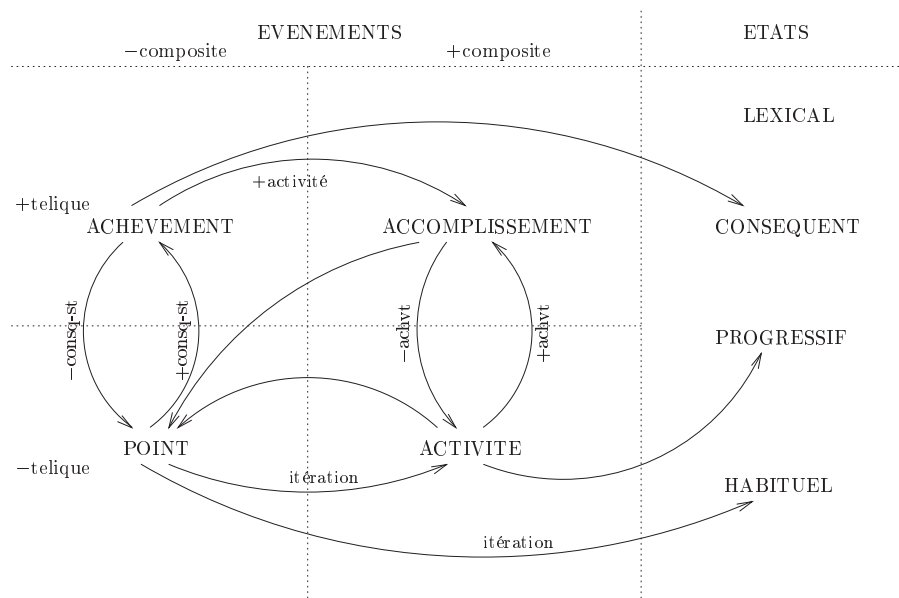 EVENEMENTS
ETATS
−composite
+composite
LEXICAL
+activité
+telique
ACHEVEMENT
ACCOMPLISSEMENT
CONSEQUENT
−consq-st
+consq-st
−achvt
+achvt
PROGRESSIF
POINT
ACTIVITE
−telique
itération
HABITUEL
itération